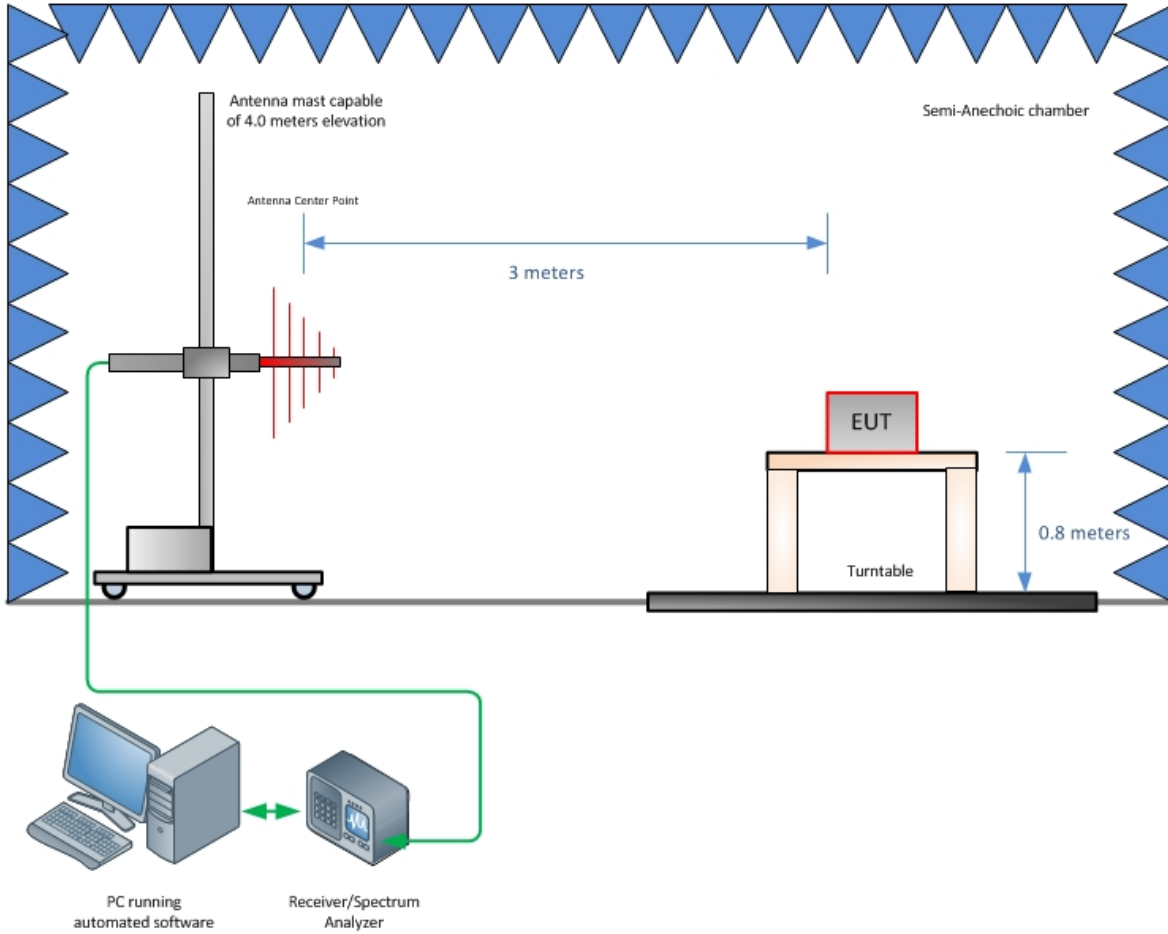 Antenna mast capable
of 4.0 meters elevation
Semi-Anechoic chamber
Antenna Center Point
3 meters
EUT
0.8 meters
Turntable
PC running
automated software
Receiver/Spectrum
Analyzer